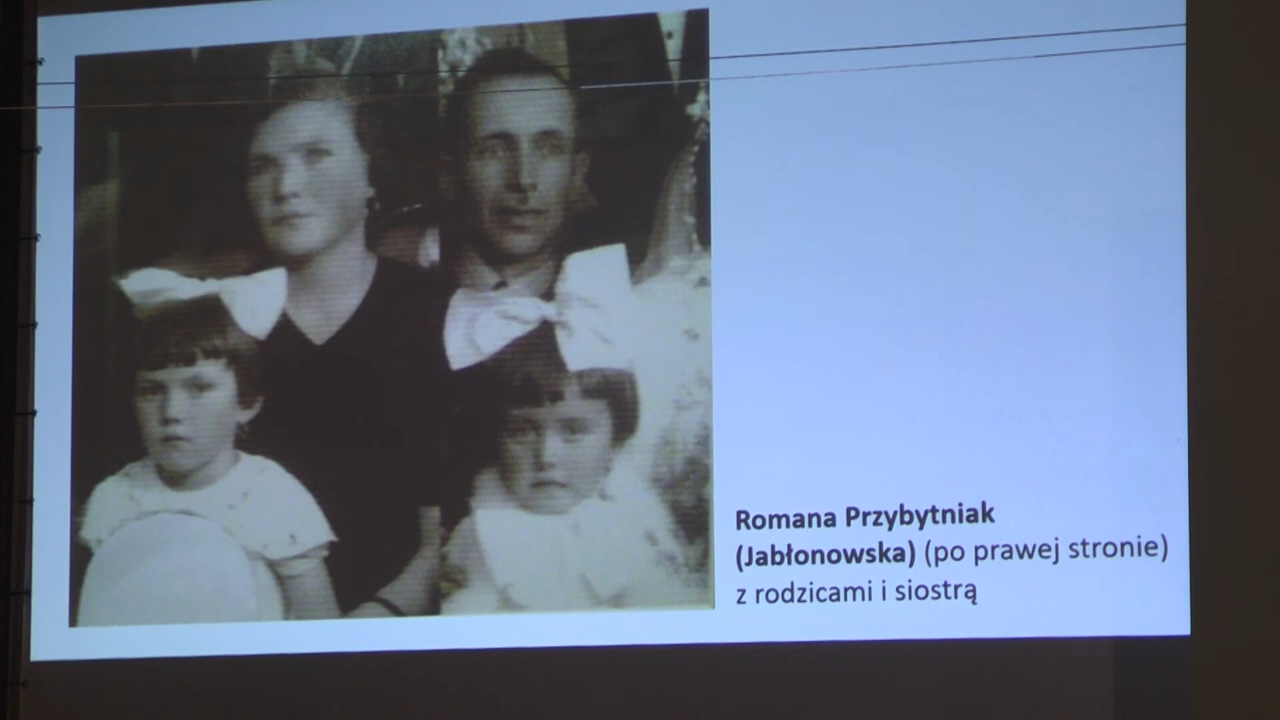 Romana Przybytniak
(Jabłonowska) (po prawej stronie)
z rodzicami i siostrą